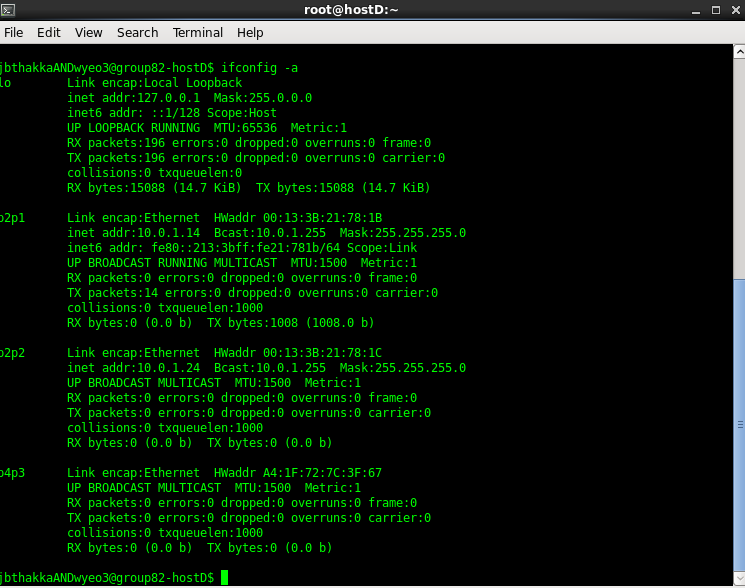 root@hostD:~
File Edit View Search Terminal Help
jbthakkaANDwyeo3@group82-hostD$ ifconfig -a
lo Link encap:Local Loopback
inet addr:127.0.0.1 Mask:255.0.0.0
inet6 addr: ::1/128 Scope:Host
UP LOOPBACK RUNNING MTU:65536 Metric:1
RX packets:196 errors:0 dropped:0 overruns:0 frame:0
TX packets:196 errors:0 dropped:0 overruns:0 carrier:0
collisions:0 txqueuelen:0
RX bytes:15088 (14.7 KiB) TX bytes:15088 (14.7 KiB)
p2p1 Link encap:Ethernet HWaddr 00:13:3B:21:78:1B
inet addr:10.0.1.14 Bcast:10.0.1.255 Mask:255.255.255.0
inet6 addr: fe80::213:3bff:fe21:781b/64 Scope:Link
UP BROADCAST RUNNING MULTICAST MTU:1500 Metric:1
RX packets:0 errors:0 dropped:0 overruns:0 frame:0
TX packets:14 errors:0 dropped:0 overruns:0 carrier:0
collisions:0 txqueuelen:1000
RX bytes:0 (0.0 b) TX bytes:1008 (1008.0 b)
p2p2 Link encap:Ethernet HWaddr 00:13:3B:21:78:1C
inet addr:10.0.1.24 Bcast:10.0.1.255 Mask:255.255.255.0
UP BROADCAST MULTICAST MTU:1500 Metric:1
RX packets:0 errors:0 dropped:0 overruns:0 frame:0
TX packets:0 errors:0 dropped:0 overruns:0 carrier:0
collisions:0 txqueuelen:1000
RX bytes:0 (0.0 b) TX bytes:0 (0.0 b)
p4p3 Link encap:Ethernet HWaddr A4:1F:72:7C:3F:67
UP BROADCAST MULTICAST MTU:1500 Metric:1
RX packets:0 errors:0 dropped:0 overruns:0 frame:0
TX packets:0 errors:0 dropped:0 overruns:0 carrier:0
collisions:0 txqueuelen:1000
RX bytes:0 (0.0 b) TX bytes:0 (0.0 b)
jbthakkaANDwyeo3@group82-hostD$